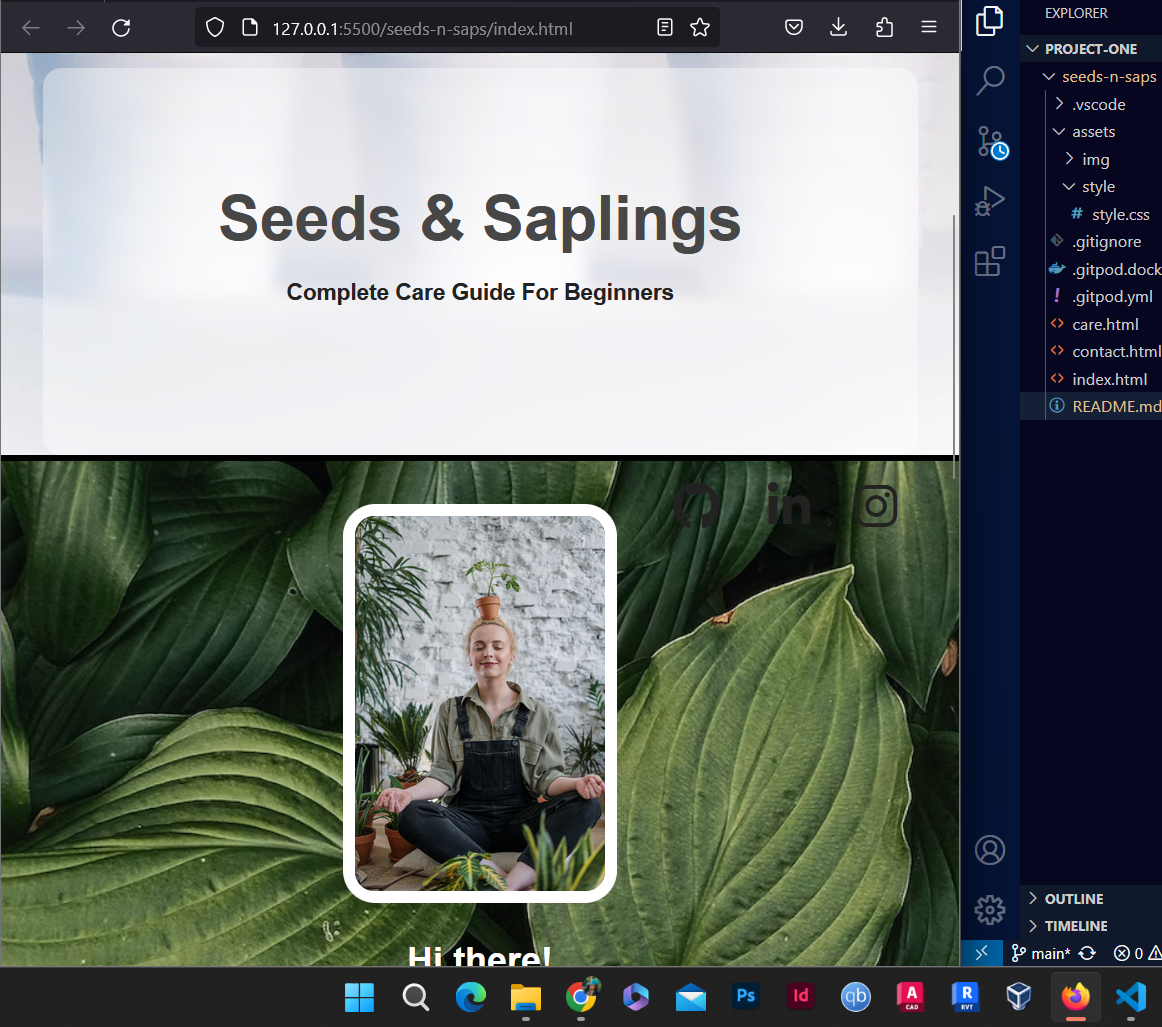 127.0.0.1:5500/seeds-n-saps/index.html
Seeds & Saplings
Complete Care Guide For Beginners
in
Hi there!
EXPLORER
PROJECT-ONE
seeds-n-saps
.vscode
assets
img
style
# style.css
.gitignore
.gitpod.dock
! .gitpod.yml
care.html
contact.html
index.html
README.md
OUTLINE
TIMELINE
main* 0
Ps
Id
qb
A
CAD
R
RVT